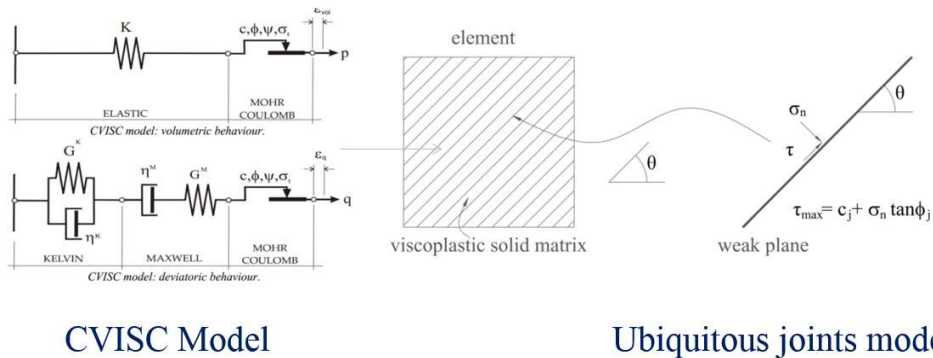 K
c,ϕ,ψ,σₜ
εvol
p
ELASTIC
MOHR
COULOMB
CVISC model: volumetric behaviour.
Gᴷ
ηᴷ
ηᴹ
Gᴹ
c,ϕ,ψ,σₜ
εq
q
KELVIN
MAXWELL
MOHR
COULOMB
CVISC model: deviatoric behaviour.
element
viscoplastic solid matrix
θ
θ
σn
τ
τmax= cj+ σn tanϕj
weak plane
CVISC Model
Ubiquitous joints mode